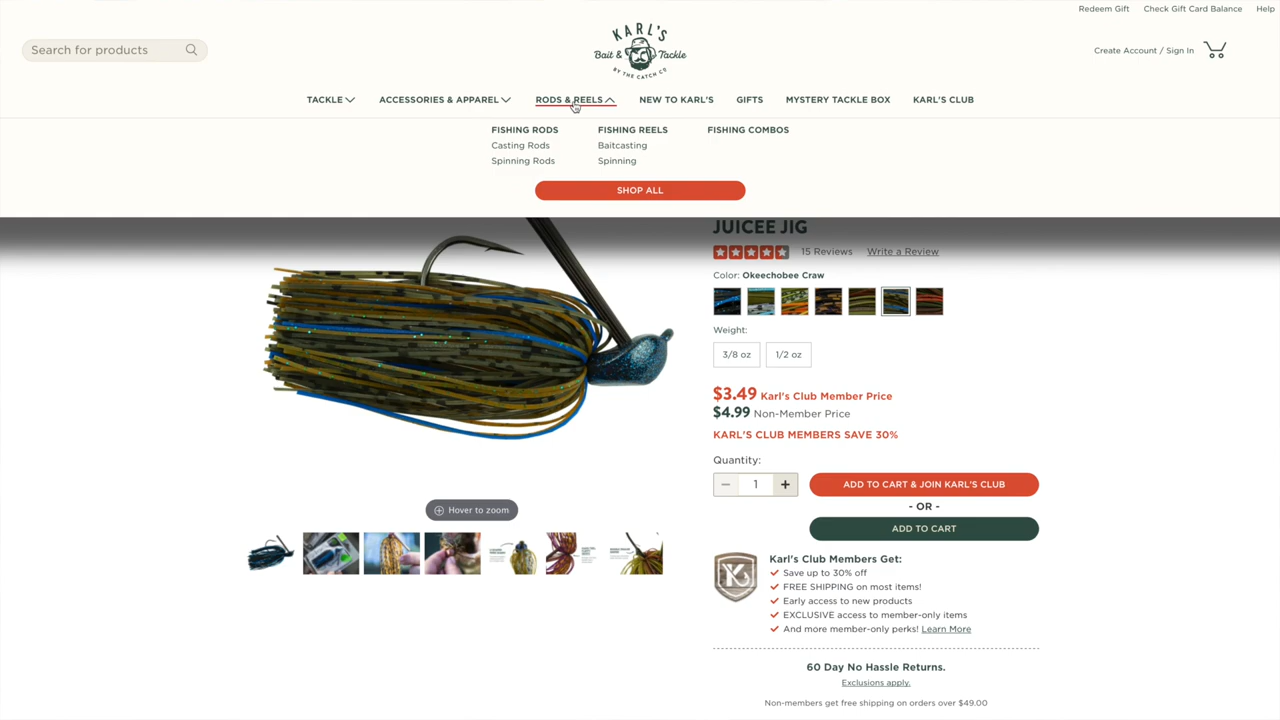 Redeem Gift Check Gift Card Balance Help
Search for products
KARL'S
Bait & Tackle
BY THE CATCH CO
Create Account / Sign In
TACKLE ACCESSORIES & APPAREL RODS & REELS NEW TO KARL'S GIFTS MYSTERY TACKLE BOX KARL'S CLUB
FISHING RODS FISHING REELS FISHING COMBOS
Casting Rods Baitcasting
Spinning Rods Spinning
SHOP ALL
JUICEE JIG
15 Reviews Write a Review
Color: Okeechobee Craw
Weight:
3/8 oz 1/2 oz
$3.49 Karl's Club Member Price
$4.99 Non-Member Price
KARL'S CLUB MEMBERS SAVE 30%
Quantity:
− 1 + ADD TO CART & JOIN KARL'S CLUB
- OR -
Hover to zoom
ADD TO CART
Karl's Club Members Get:
Save up to 30% off
FREE SHIPPING on most items!
Early access to new products
EXCLUSIVE access to member-only items
And more member-only perks! Learn More
60 Day No Hassle Returns.
Exclusions apply.
Non-members get free shipping on orders over $49.00